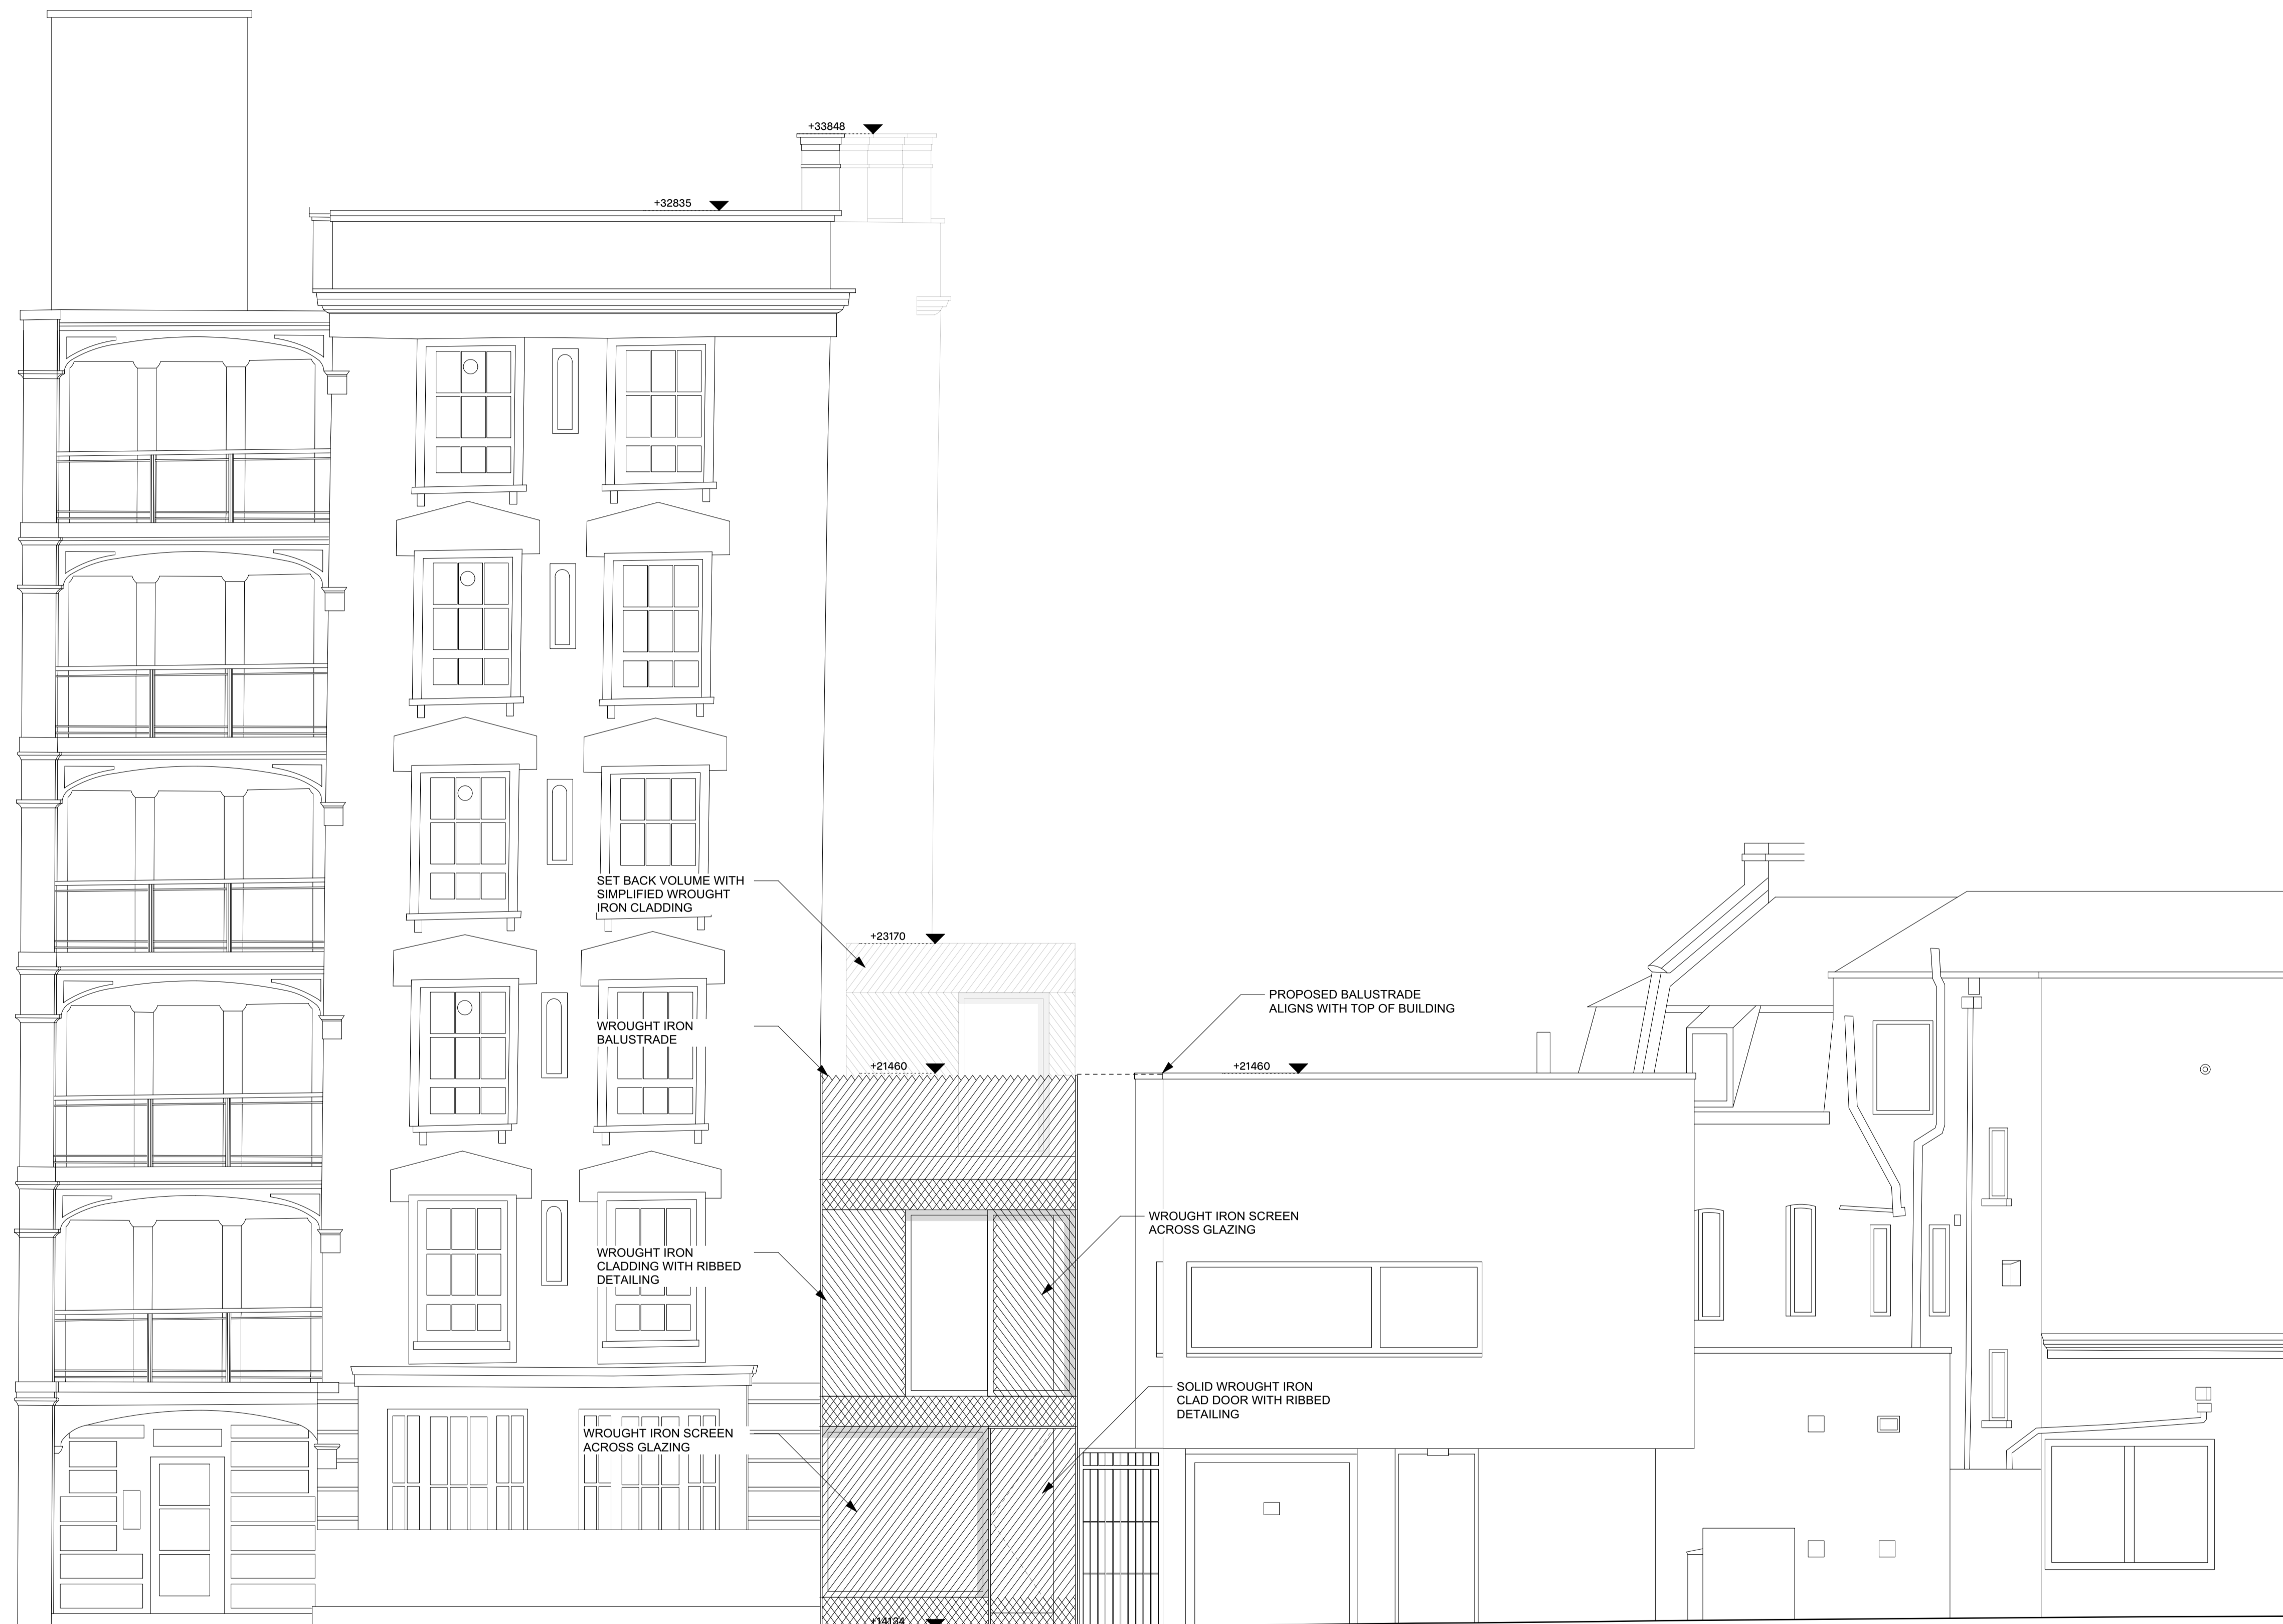 +33848
+32835
SET BACK VOLUME WITH
SIMPLIFIED WROUGHT
IRON CLADDING
+23170
PROPOSED BALUSTRADE
ALIGNS WITH TOP OF BUILDING
WROUGHT IRON
BALUSTRADE
+21460
+21460
WROUGHT IRON SCREEN
ACROSS GLAZING
WROUGHT IRON
CLADDING WITH RIBBED
DETAILING
SOLID WROUGHT IRON
CLAD DOOR WITH RIBBED
DETAILING
WROUGHT IRON SCREEN
ACROSS GLAZING
+14134